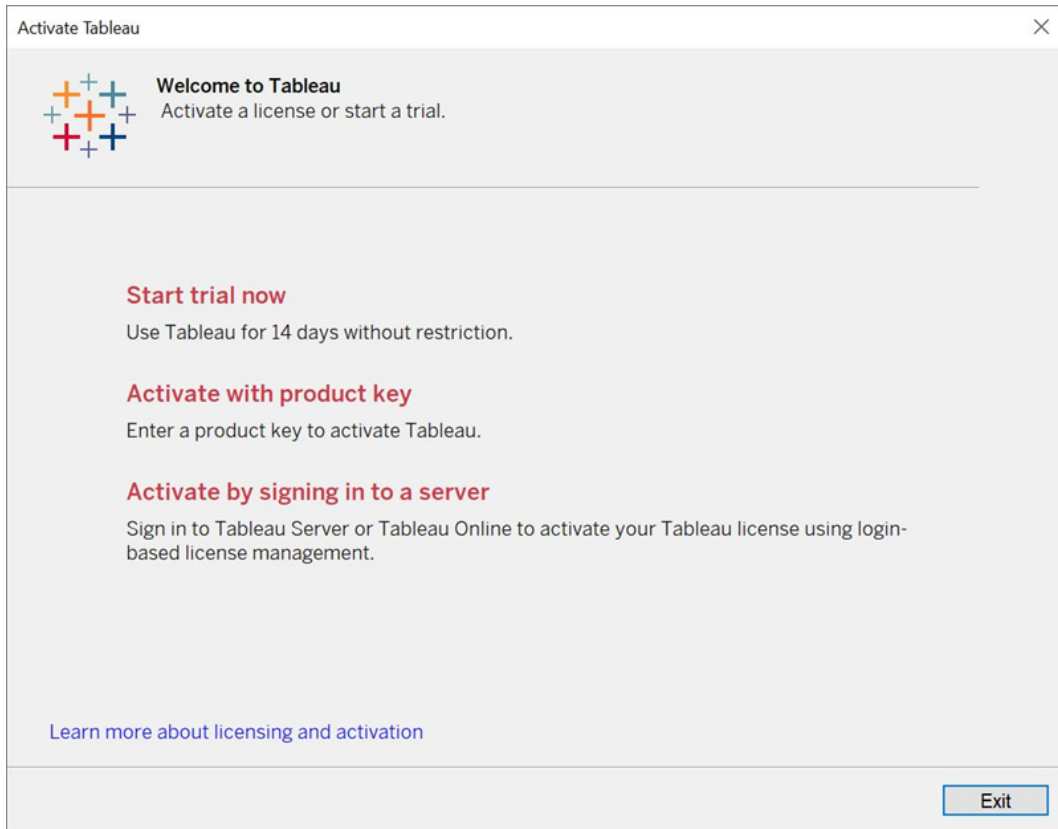 Activate Tableau
Welcome to Tableau
Activate a license or start a trial.
Start trial now
Use Tableau for 14 days without restriction.
Activate with product key
Enter a product key to activate Tableau.
Activate by signing in to a server
Sign in to Tableau Server or Tableau Online to activate your Tableau license using login-
based license management.
Learn more about licensing and activation
Exit